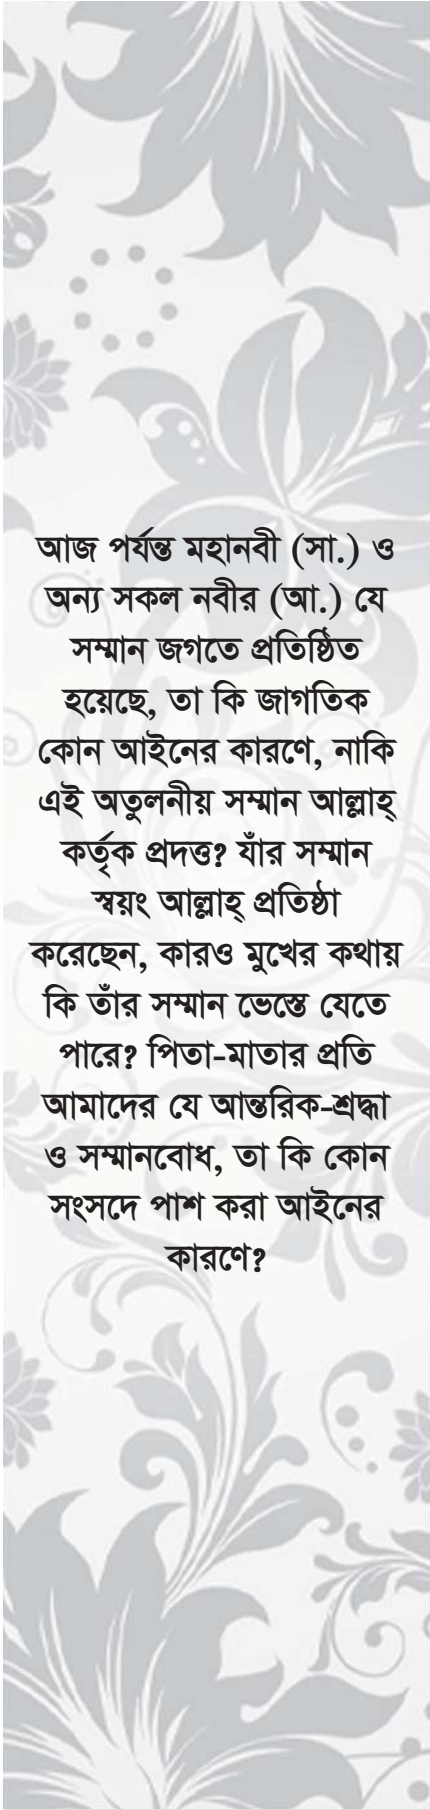 আজ পর্যন্ত মহানবী (সা.) ও
অন্য সকল নবীর (আ.) যে
সম্মান জগতে প্রতিষ্ঠিত
হয়েছে, তা কি জাগতিক
কোন আইনের কারণে, নাকি
এই অতুলনীয় সম্মান আল্লাহ্
কর্তৃক প্রদত্ত? যাঁর সম্মান
স্বয়ং আল্লাহ্ প্রতিষ্ঠা
করেছেন, কারও মুখের কথায়
কি তাঁর সম্মান ভেস্তে যেতে
পারে? পিতা-মাতার প্রতি
আমাদের যে আন্তরিক-শ্রদ্ধা
ও সম্মানবোধ, তা কি কোন
সংসদে পাশ করা আইনের
কারণে?